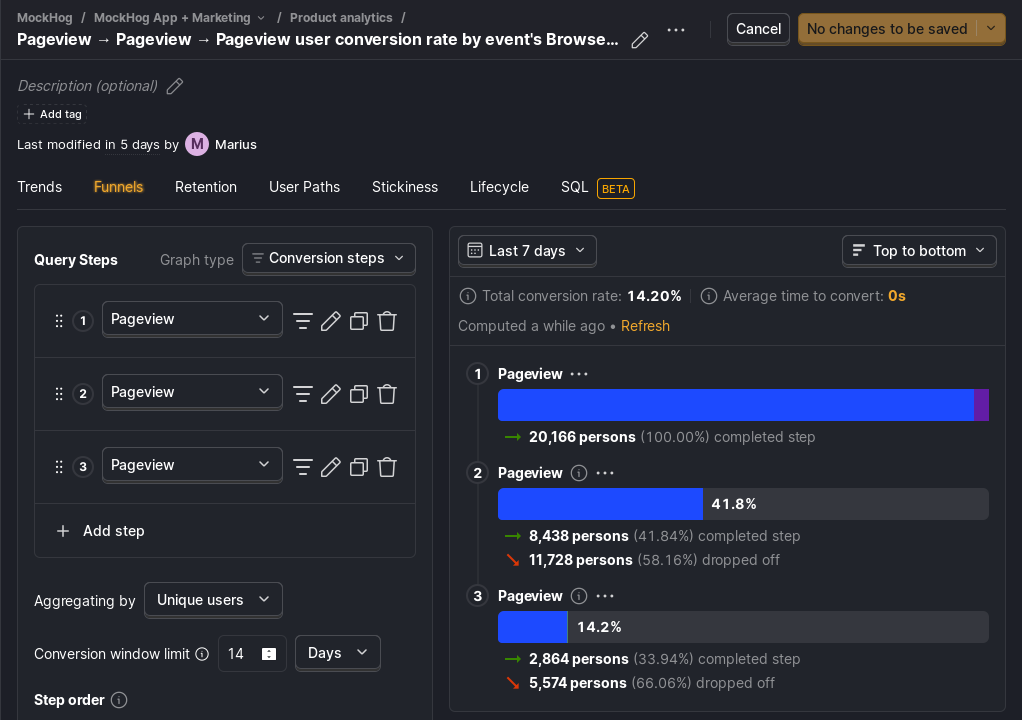 MockHog / MockHog App + Marketing / Product analytics /
Pageview → Pageview → Pageview user conversion rate by event's Browse...
Cancel
No changes to be saved
Description (optional)
Add tag
Last modified in 5 days by M Marius
Trends Funnels Retention User Paths Stickiness Lifecycle SQL BETA
Query Steps Graph type Conversion steps
1 Pageview
2 Pageview
3 Pageview
Add step
Aggregating by Unique users
Conversion window limit 14 Days
Step order
Last 7 days Top to bottom
Total conversion rate: 14.20% Average time to convert: 0s
Computed a while ago • Refresh
1 Pageview
→ 20,166 persons (100.00%) completed step
2 Pageview
41.8%
→ 8,438 persons (41.84%) completed step
↘ 11,728 persons (58.16%) dropped off
3 Pageview
14.2%
→ 2,864 persons (33.94%) completed step
↘ 5,574 persons (66.06%) dropped off